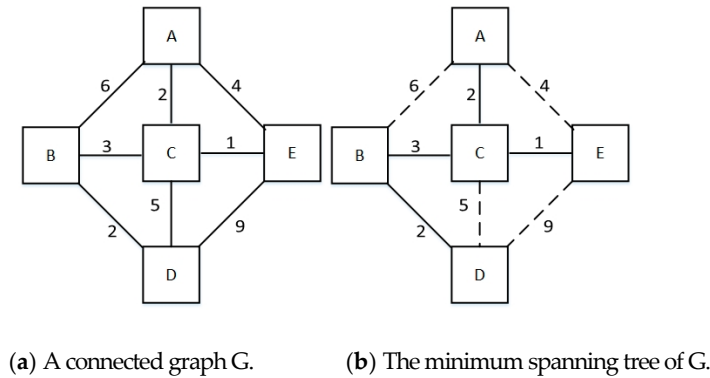 A A
6 2 4 6 2 4
B 3 C 1 E B 3 C 1 E
5 5
2 9 2 9
D D
(a) A connected graph G. (b) The minimum spanning tree of G.